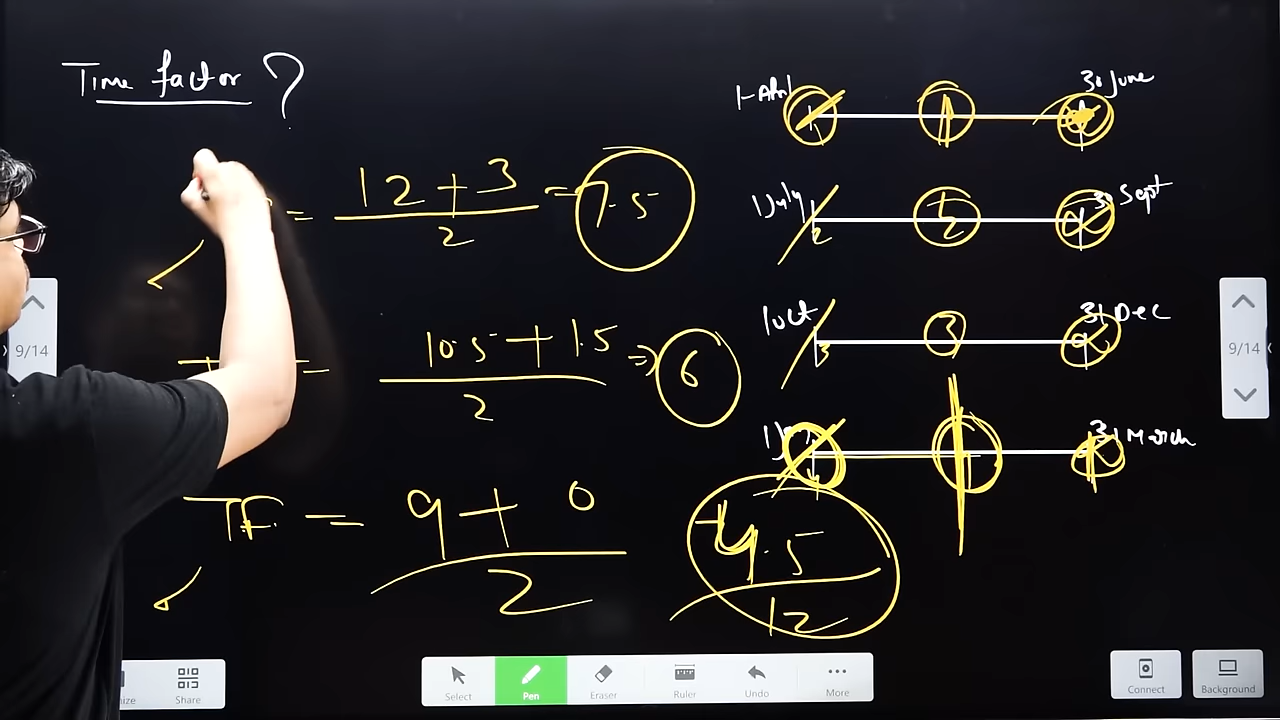 Time factor ?
1-April
30 June
= 12 + 3 / 2 = 7.5
1 July
30 Sept
= 10.5 + 1.5 / 2 ⇒ 6
1 Oct
3
31 Dec
31 March
T.F. = 9 + 0 / 2
4.5 / 12
9/14
9/14
Share
Select
Pen
Eraser
Ruler
Undo
More
Connect
Background